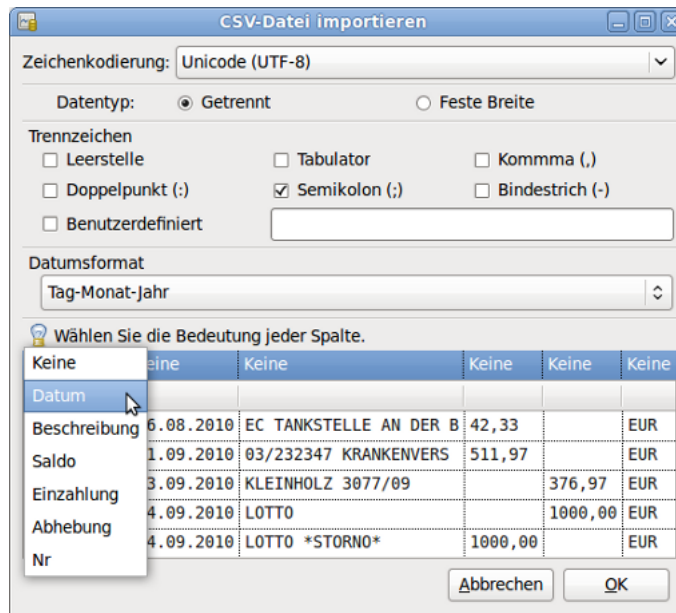 CSV-Datei importieren
Zeichenkodierung: Unicode (UTF-8)
Datentyp: Getrennt Feste Breite
Trennzeichen
Leerstelle Tabulator Kommma (,)
Doppelpunkt (:) Semikolon (;) Bindestrich (-)
Benutzerdefiniert
Datumsformat
Tag-Monat-Jahr
Wählen Sie die Bedeutung jeder Spalte.
Keine
Datum
Beschreibung
Saldo
Einzahlung
Abhebung
Nr
eine Keine Keine Keine Keine
6.08.2010 EC TANKSTELLE AN DER B 42,33 EUR
1.09.2010 03/232347 KRANKENVERS 511,97 EUR
3.09.2010 KLEINHOLZ 3077/09 376,97 EUR
4.09.2010 LOTTO 1000,00 EUR
4.09.2010 LOTTO *STORNO* 1000,00 EUR
Abbrechen OK